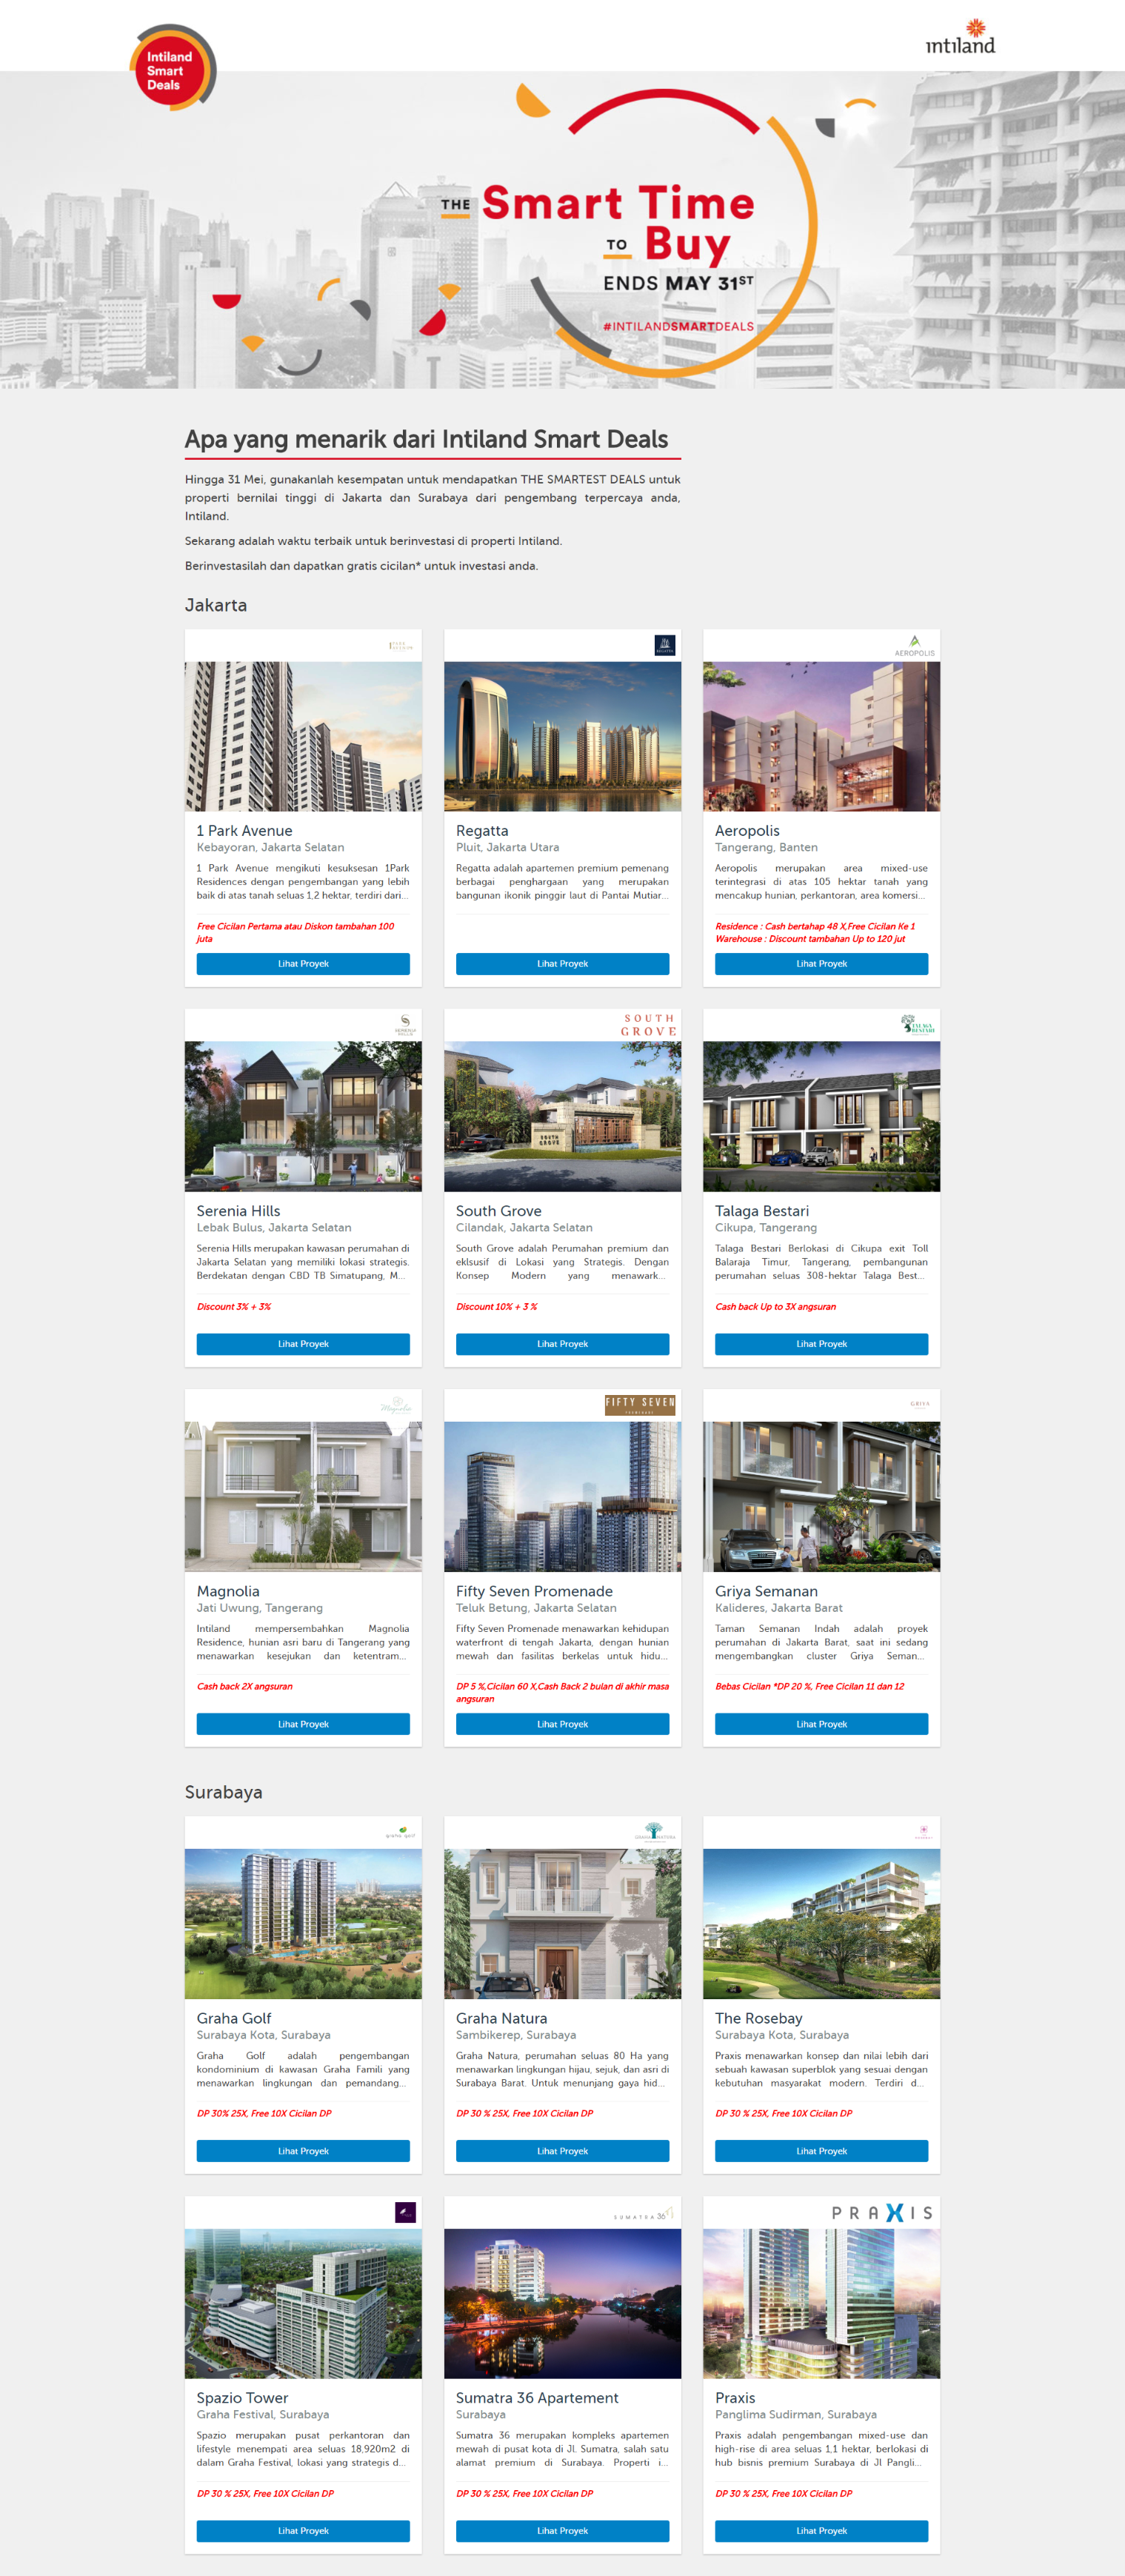 Intiland
Smart
Deals
intiland
THE Smart Time
TO Buy
ENDS MAY 31ST
#INTILANDSMARTDEALS
Apa yang menarik dari Intiland Smart Deals
Hingga 31 Mei, gunakanlah kesempatan untuk mendapatkan THE SMARTEST DEALS untuk
properti bernilai tinggi di Jakarta dan Surabaya dari pengembang terpercaya anda,
Intiland.
Sekarang adalah waktu terbaik untuk berinvestasi di properti Intiland.
Berinvestasilah dan dapatkan gratis cicilan* untuk investasi anda.
Jakarta
1 Park Avenue
Kebayoran, Jakarta Selatan
1 Park Avenue mengikuti kesuksesan 1Park
Residences dengan pengembangan yang lebih
baik di atas tanah seluas 1,2 hektar, terdiri dari...
Free Cicilan Pertama atau Diskon tambahan 100
juta
Lihat Proyek
REGATTA
Regatta
Pluit, Jakarta Utara
Regatta adalah apartemen premium pemenang
berbagai penghargaan yang merupakan
bangunan ikonik pinggir laut di Pantai Mutiar...
Lihat Proyek
AEROPOLIS
Aeropolis
Tangerang, Banten
Aeropolis merupakan area mixed-use
terintegrasi di atas 105 hektar tanah yang
mencakup hunian, perkantoran, area komersi...
Residence : Cash bertahap 48 X,Free Cicilan Ke 1
Warehouse : Discount tambahan Up to 120 jut
Lihat Proyek
SERENIA
HILLS
Serenia Hills
Lebak Bulus, Jakarta Selatan
Serenia Hills merupakan kawasan perumahan di
Jakarta Selatan yang memiliki lokasi strategis.
Berdekatan dengan CBD TB Simatupang, M...
Discount 3% + 3%
Lihat Proyek
SOUTH
GROVE
SOUTH
GROVE
South Grove
Cilandak, Jakarta Selatan
South Grove adalah Perumahan premium dan
eklsusif di Lokasi yang Strategis. Dengan
Konsep Modern yang menawark...
Discount 10% + 3 %
Lihat Proyek
TALAGA
BESTARI
Talaga Bestari
Cikupa, Tangerang
Talaga Bestari Berlokasi di Cikupa exit Toll
Balaraja Timur, Tangerang, pembangunan
perumahan seluas 308-hektar Talaga Best...
Cash back Up to 3X angsuran
Lihat Proyek
Magnolia
Magnolia
Jati Uwung, Tangerang
Intiland mempersembahkan Magnolia
Residence, hunian asri baru di Tangerang yang
menawarkan kesejukan dan ketentram...
Cash back 2X angsuran
Lihat Proyek
FIFTY SEVEN
PROMENADE
Fifty Seven Promenade
Teluk Betung, Jakarta Selatan
Fifty Seven Promenade menawarkan kehidupan
waterfront di tengah Jakarta, dengan hunian
mewah dan fasilitas berkelas untuk hidu...
DP 5 %,Cicilan 60 X,Cash Back 2 bulan di akhir masa
angsuran
Lihat Proyek
GRIYA
Griya Semanan
Kalideres, Jakarta Barat
Taman Semanan Indah adalah proyek
perumahan di Jakarta Barat, saat ini sedang
mengembangkan cluster Griya Seman...
Bebas Cicilan *DP 20 %, Free Cicilan 11 dan 12
Lihat Proyek
Surabaya
graha golf
Graha Golf
Surabaya Kota, Surabaya
Graha Golf adalah pengembangan
kondominium di kawasan Graha Famili yang
menawarkan lingkungan dan pemandang...
DP 30% 25X, Free 10X Cicilan DP
Lihat Proyek
GRAHA NATURA
Graha Natura
Sambikerep, Surabaya
Graha Natura, perumahan seluas 80 Ha yang
menawarkan lingkungan hijau, sejuk, dan asri di
Surabaya Barat. Untuk menunjang gaya hid...
DP 30 % 25X, Free 10X Cicilan DP
Lihat Proyek
The Rosebay
Surabaya Kota, Surabaya
Praxis menawarkan konsep dan nilai lebih dari
sebuah kawasan superblok yang sesuai dengan
kebutuhan masyarakat modern. Terdiri d...
DP 30 % 25X, Free 10X Cicilan DP
Lihat Proyek
Spazio Tower
Graha Festival, Surabaya
Spazio merupakan pusat perkantoran dan
lifestyle menempati area seluas 18,920m2 di
dalam Graha Festival, lokasi yang strategis d...
DP 30 % 25X, Free 10X Cicilan DP
Lihat Proyek
SUMATRA 36
Sumatra 36 Apartement
Surabaya
Sumatra 36 merupakan kompleks apartemen
mewah di pusat kota di Jl. Sumatra, salah satu
alamat premium di Surabaya. Properti i...
DP 30 % 25X, Free 10X Cicilan DP
Lihat Proyek
PRAXIS
Praxis
Panglima Sudirman, Surabaya
Praxis adalah pengembangan mixed-use dan
high-rise di area seluas 1,1 hektar, berlokasi di
hub bisnis premium Surabaya di Jl Pangli...
DP 30 % 25X, Free 10X Cicilan DP
Lihat Proyek